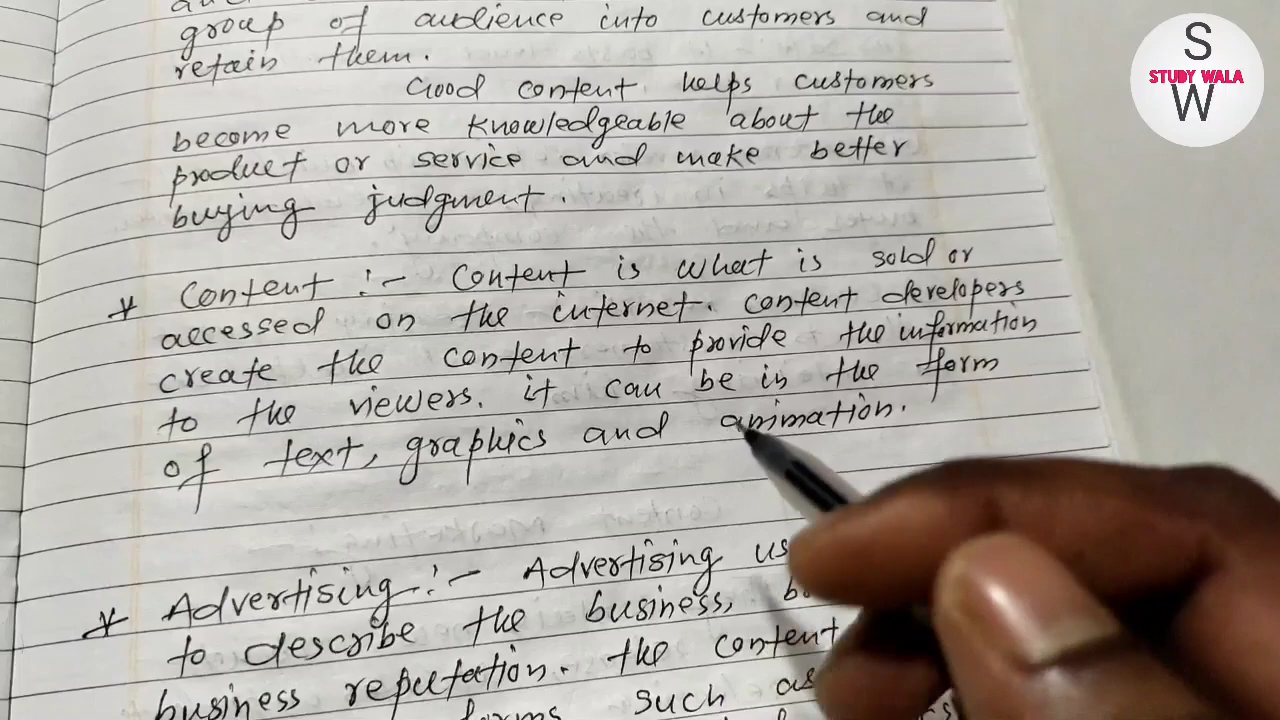 group of audience into customers and
retain them.
Good content helps customers
become more knowledgeable about the
product or service and make better
buying judgment.
* Content :- Content is what is sold or
accessed on the internet. content developers
create the content to provide the information
to the viewers. it can be in the form
of text, graphics and animation.
* Advertising :- Advertising
to describe the business,
business reputation. the content
forms such as
S
STUDY WALA
W